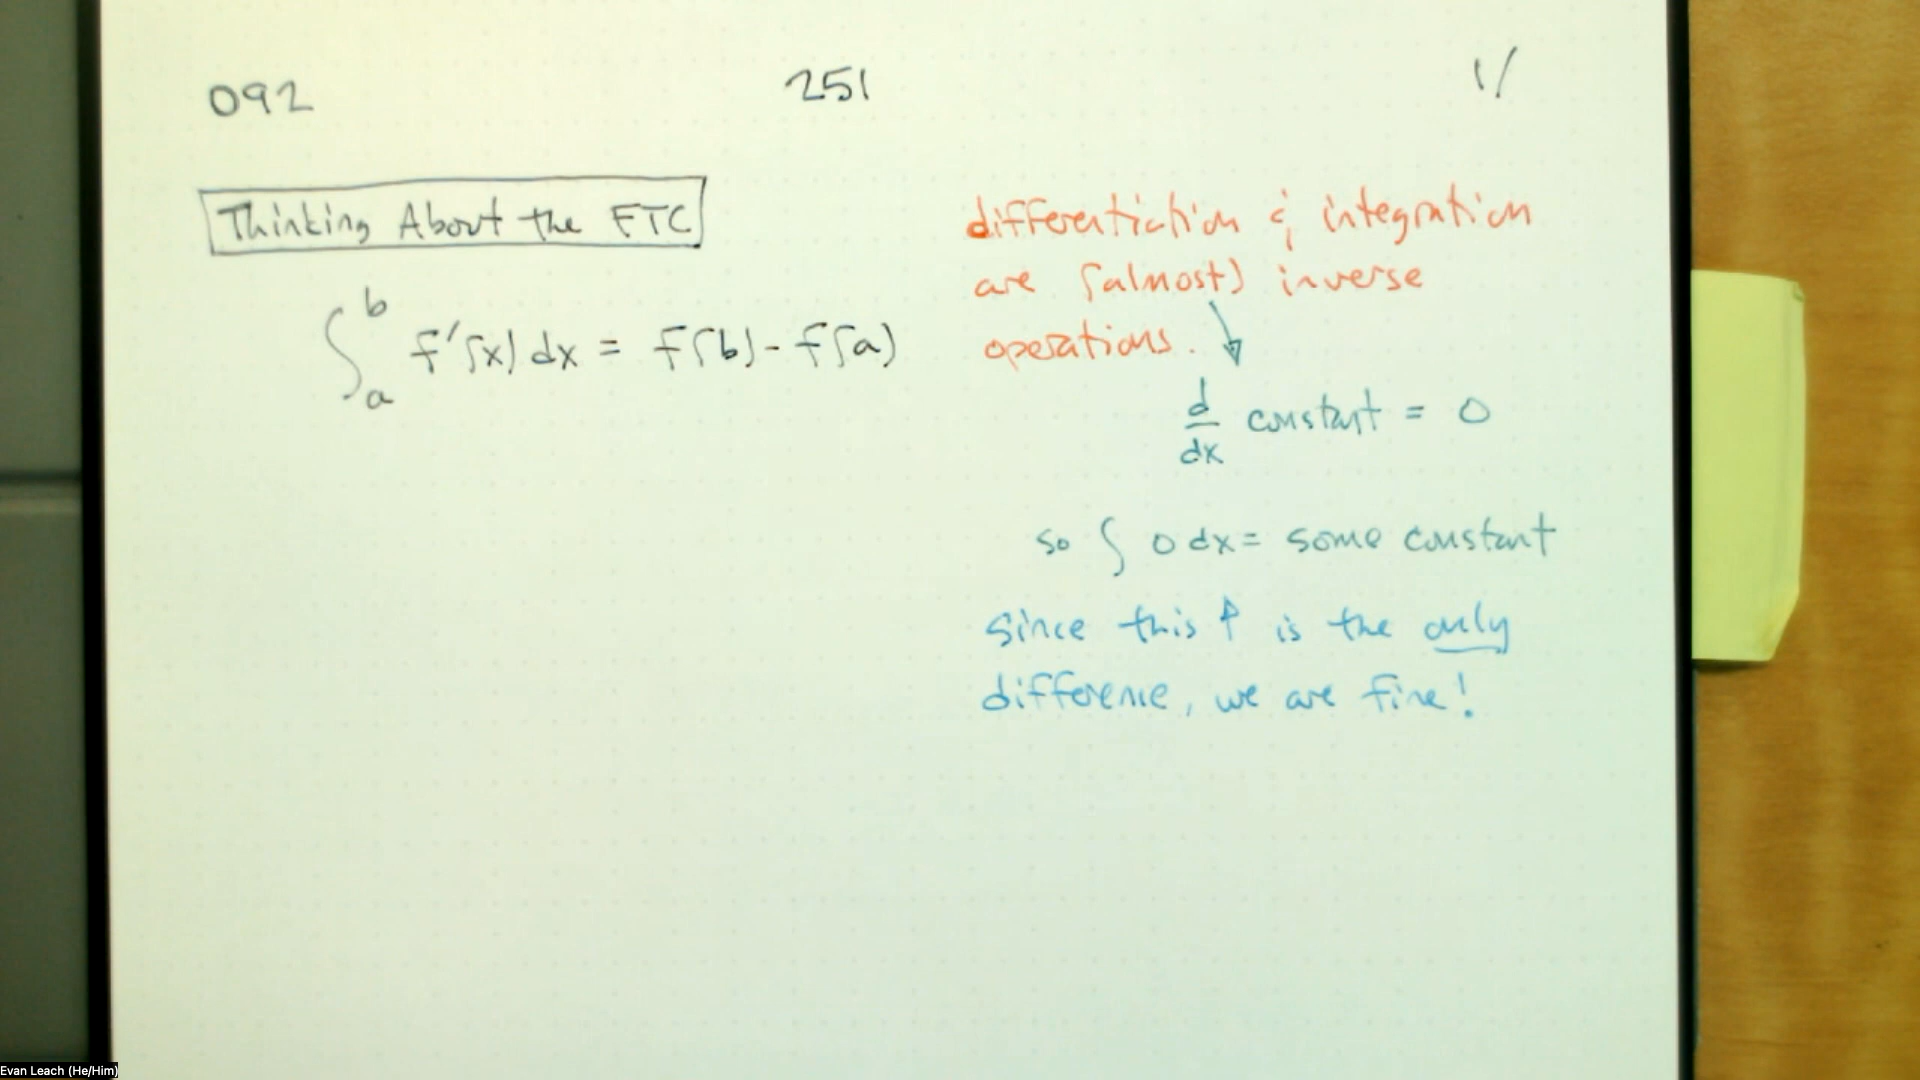 092 251 1/
Thinking About the FTC
∫_a^b f'(x) dx = f(b) - f(a)
differentiation & integration
are (almost) inverse
operations.
d/dx constant = 0
so ∫ 0 dx = some constant
since this ↑ is the only
difference, we are fine!
Evan Leach (He/Him)